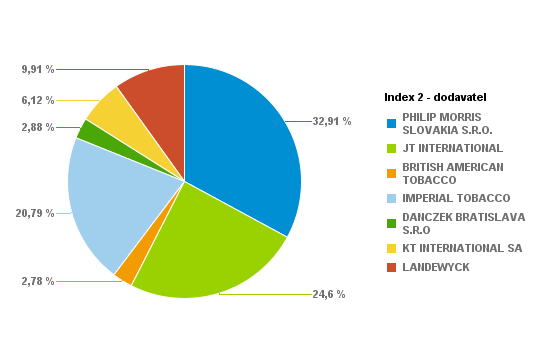 9,91 %
6,12 %
2,88 %
20,79 %
2,78 %
32,91 %
24,6 %
Index 2 - dodavatel
PHILIP MORRIS
SLOVAKIA S.R.O.
JT INTERNATIONAL
BRITISH AMERICAN
TOBACCO
IMPERIAL TOBACCO
DANCZEK BRATISLAVA
S.R.O
KT INTERNATIONAL SA
LANDEWYCK